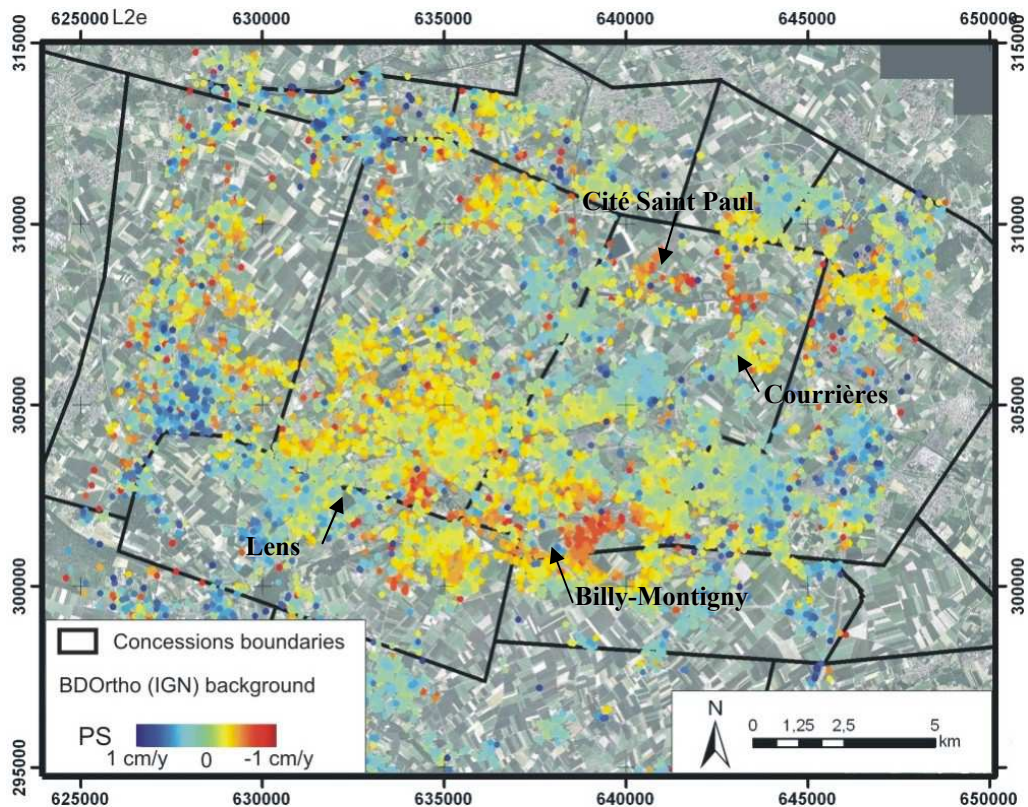 625000 L2e 630000 635000 640000 645000 650000
315000 315000
Cité Saint Paul
310000 310000
305000 305000
Courrières
Lens
Billy-Montigny
300000 300000
Concessions boundaries
BDOrtho (IGN) background
PS
1 cm/y 0 -1 cm/y
N
0 1,25 2,5 5
km
295000 295000
625000 630000 635000 640000 645000 650000